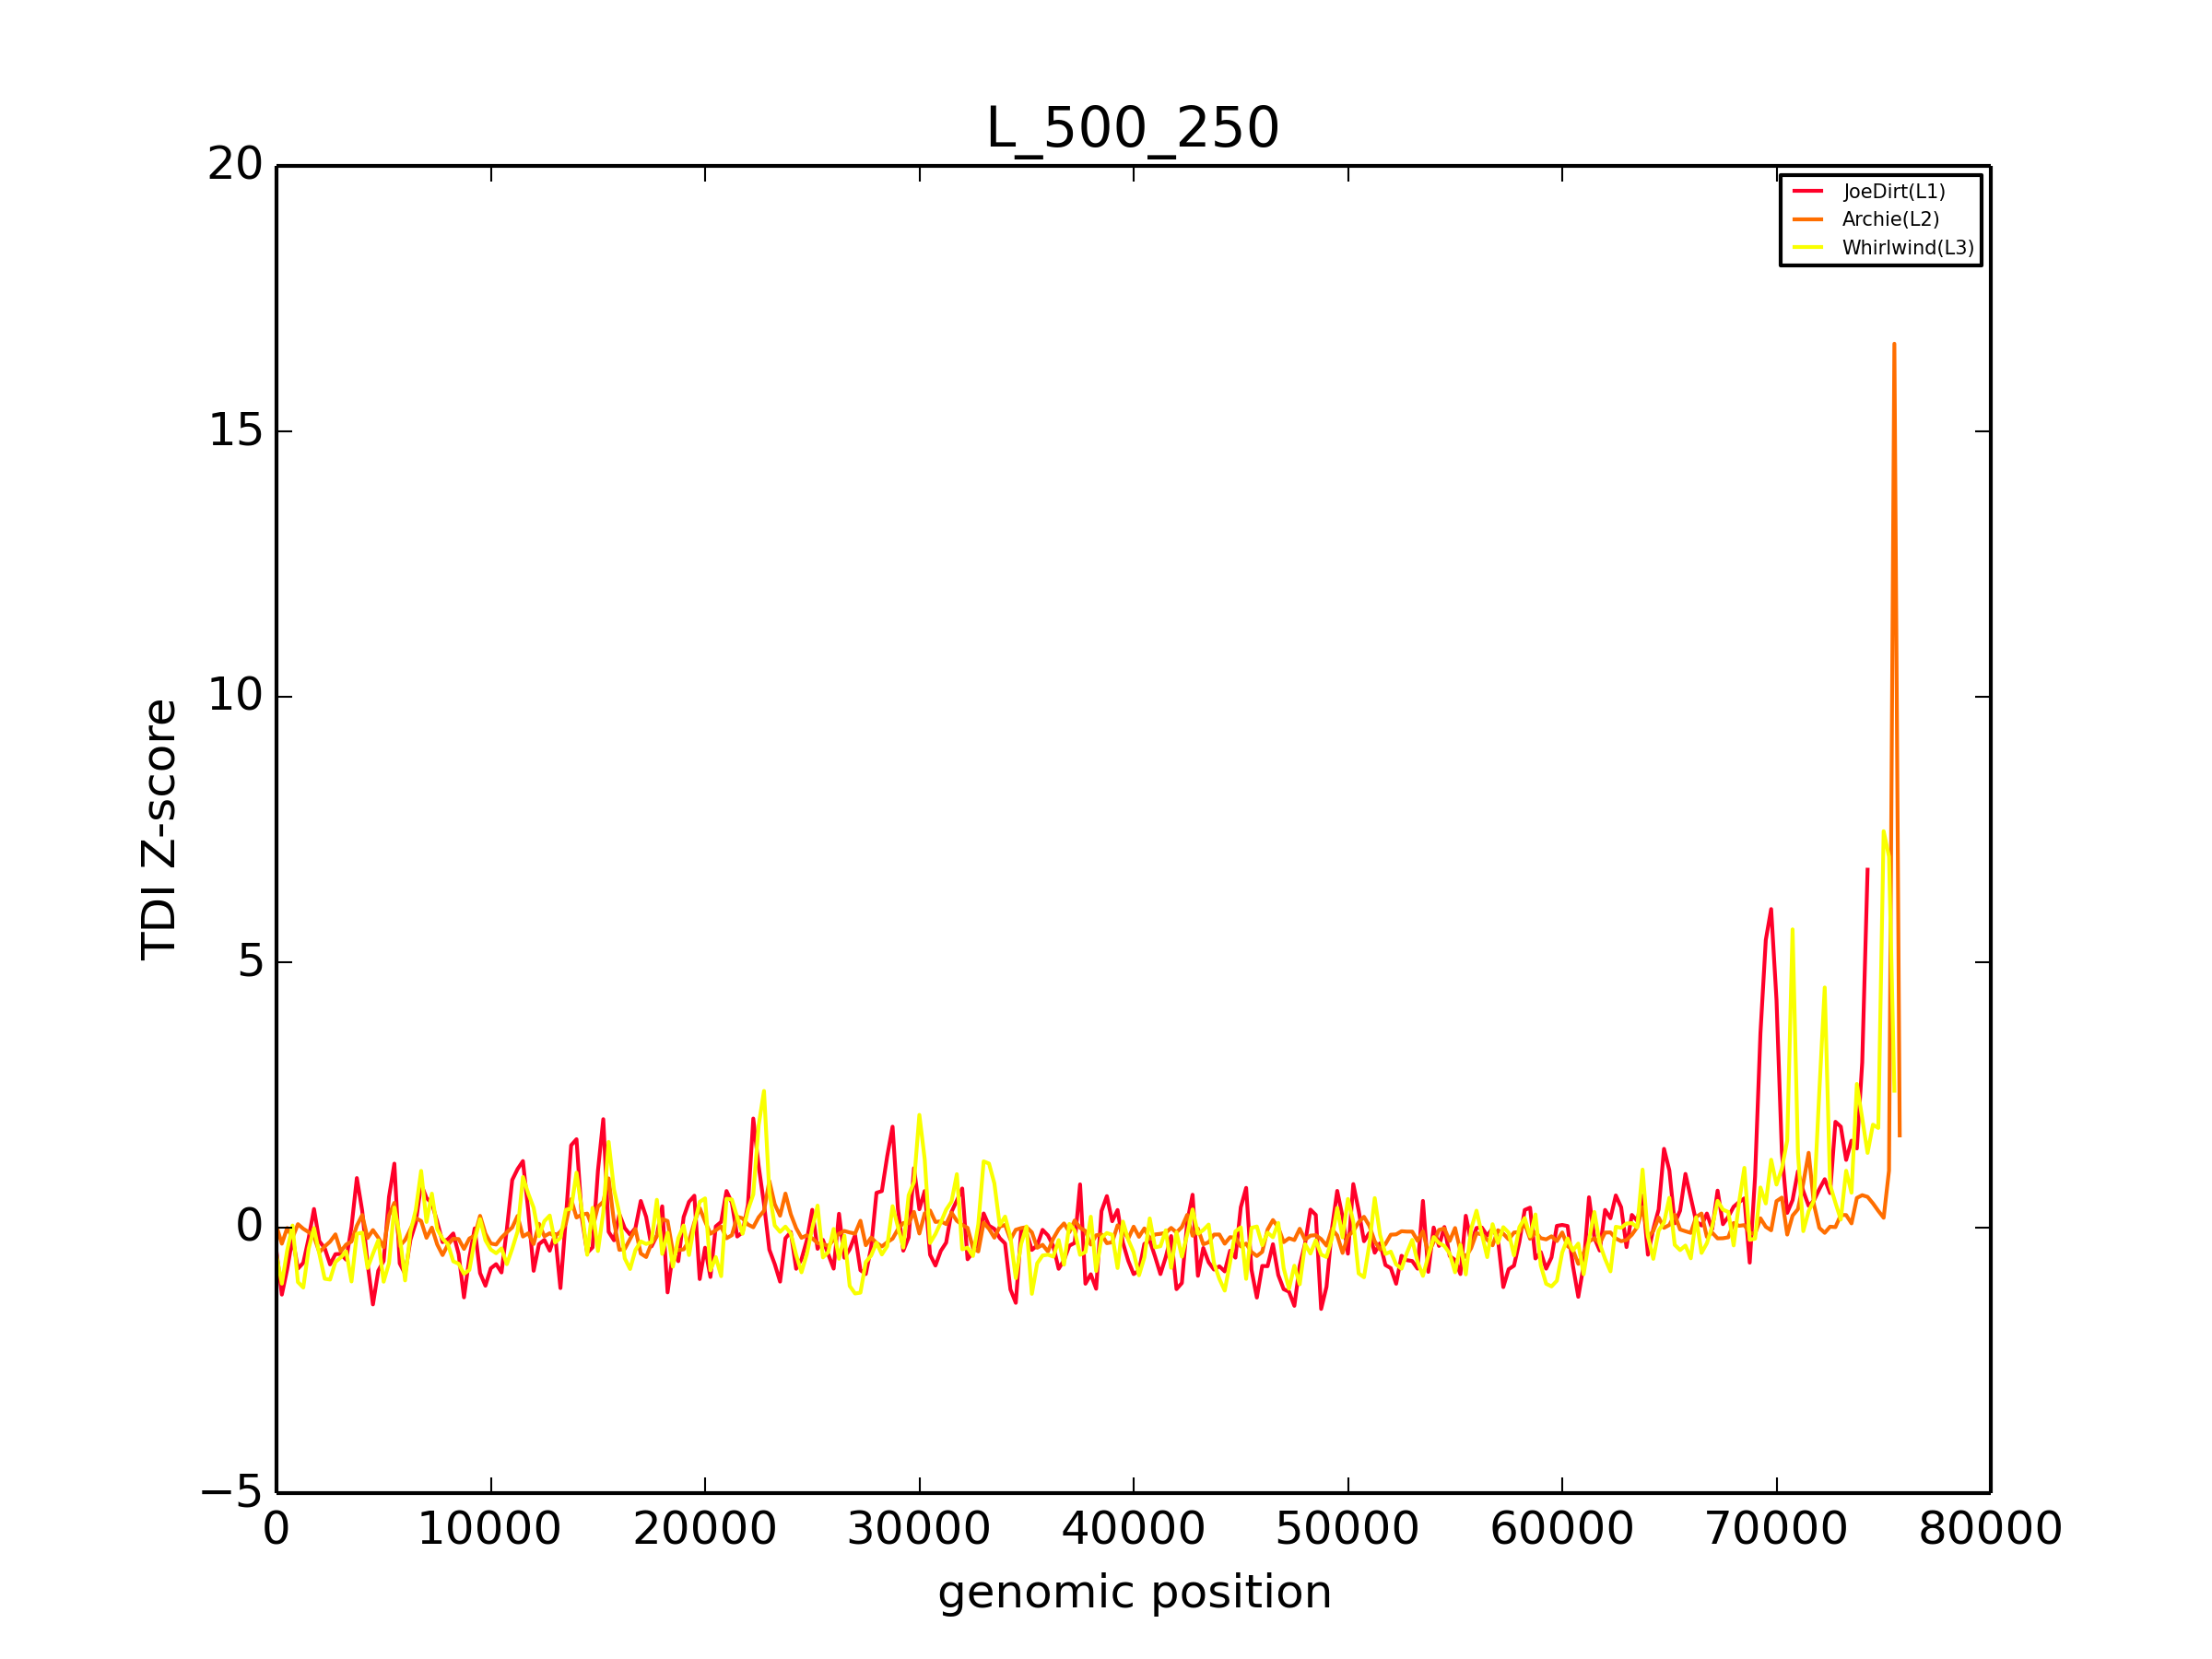 L_500_250
20
15
10
5
0
−5
TDI Z-score
JoeDirt(L1)
Archie(L2)
Whirlwind(L3)
0 10000 20000 30000 40000 50000 60000 70000 80000
genomic position